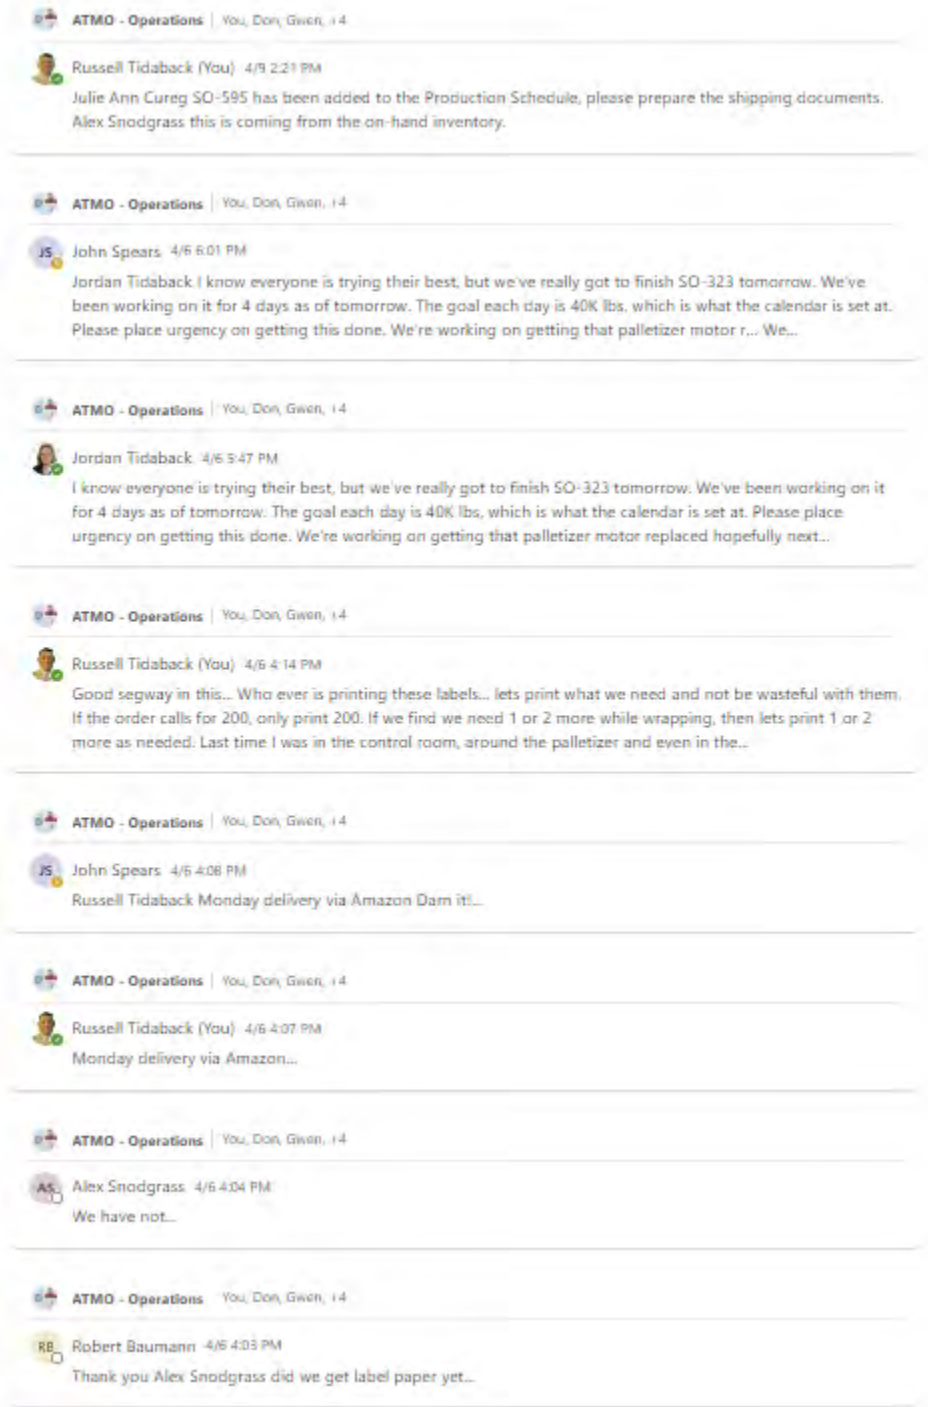 ATMO - Operations | You, Don, Gwen, +4
Russell Tidaback (You) 4/9 2:21 PM
Julie Ann Cureg SO-595 has been added to the Production Schedule, please prepare the shipping documents.
Alex Snodgrass this is coming from the on-hand inventory.
ATMO - Operations | You, Don, Gwen, +4
JS John Spears 4/6 6:01 PM
Jordan Tidaback I know everyone is trying their best, but we've really got to finish SO-323 tomorrow. We've
been working on it for 4 days as of tomorrow. The goal each day is 40K lbs, which is what the calendar is set at.
Please place urgency on getting this done. We're working on getting that palletizer motor r... We...
ATMO - Operations | You, Don, Gwen, +4
Jordan Tidaback 4/6 5:47 PM
I know everyone is trying their best, but we've really got to finish SO-323 tomorrow. We've been working on it
for 4 days as of tomorrow. The goal each day is 40K lbs, which is what the calendar is set at. Please place
urgency on getting this done. We're working on getting that palletizer motor replaced hopefully next...
ATMO - Operations | You, Don, Gwen, +4
Russell Tidaback (You) 4/6 4:14 PM
Good segway in this... Who ever is printing these labels... lets print what we need and not be wasteful with them.
If the order calls for 200, only print 200. If we find we need 1 or 2 more while wrapping, then lets print 1 or 2
more as needed. Last time I was in the control room, around the palletizer and even in the...
ATMO - Operations | You, Don, Gwen, +4
JS John Spears 4/6 4:08 PM
Russell Tidaback Monday delivery via Amazon Darn it!...
ATMO - Operations | You, Don, Gwen, +4
Russell Tidaback (You) 4/6 4:07 PM
Monday delivery via Amazon...
ATMO - Operations | You, Don, Gwen, +4
AS Alex Snodgrass 4/6 4:04 PM
We have not...
ATMO - Operations You, Don, Gwen, +4
RB Robert Baumann 4/6 4:03 PM
Thank you Alex Snodgrass did we get label paper yet...